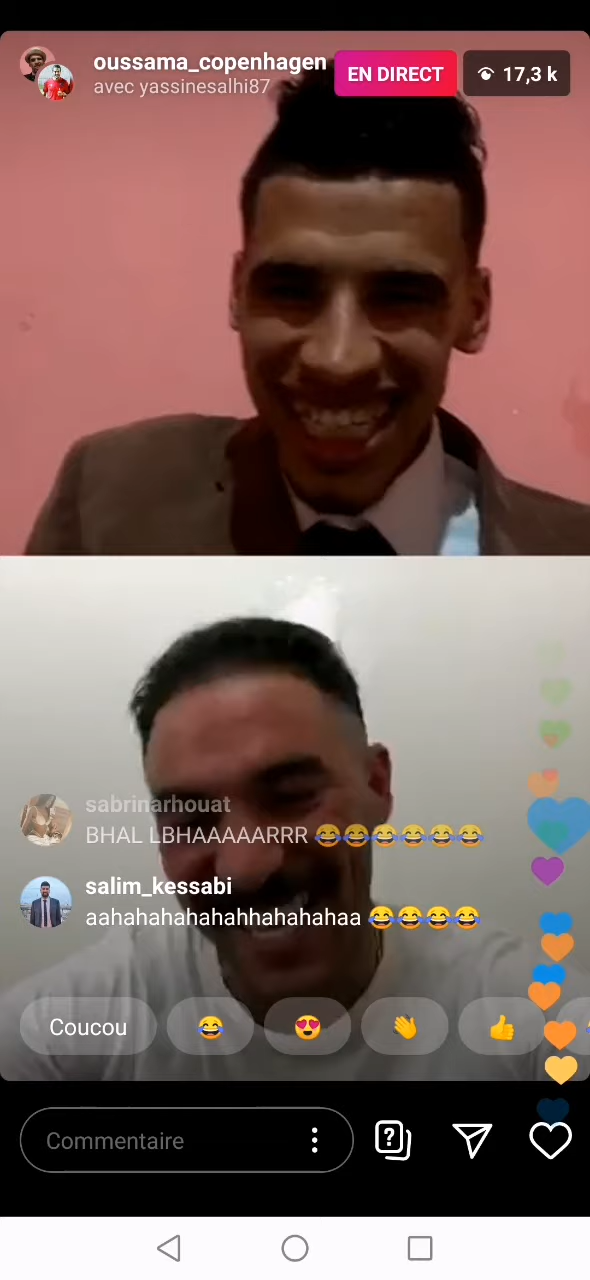 oussama_copenhagen
avec yassinesalhi87
EN DIRECT
17,3 k
sabrinarhouat
BHAL LBHAAAAARRR 😂😂😂😂😂😂
salim_kessabi
aahahahahahahhahahahaa 😂😂😂😂
Coucou 😂 😍 👏 👍
Commentaire